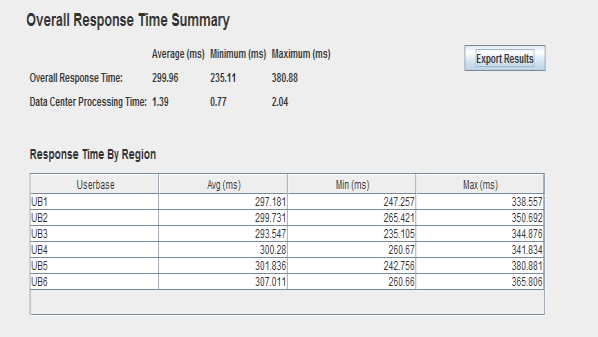 Overall Response Time Summary
Average (ms) Minimum (ms) Maximum (ms)
Export Results
Overall Response Time: 299.96 235.11 380.88
Data Center Processing Time: 1.39 0.77 2.04
Response Time By Region
Userbase Avg (ms) Min (ms) Max (ms)
UB1 297.181 247.257 338.557
UB2 299.731 265.421 350.692
UB3 293.547 235.105 344.876
UB4 300.28 260.67 341.834
UB5 301.836 242.756 380.881
UB6 307.011 260.66 365.806